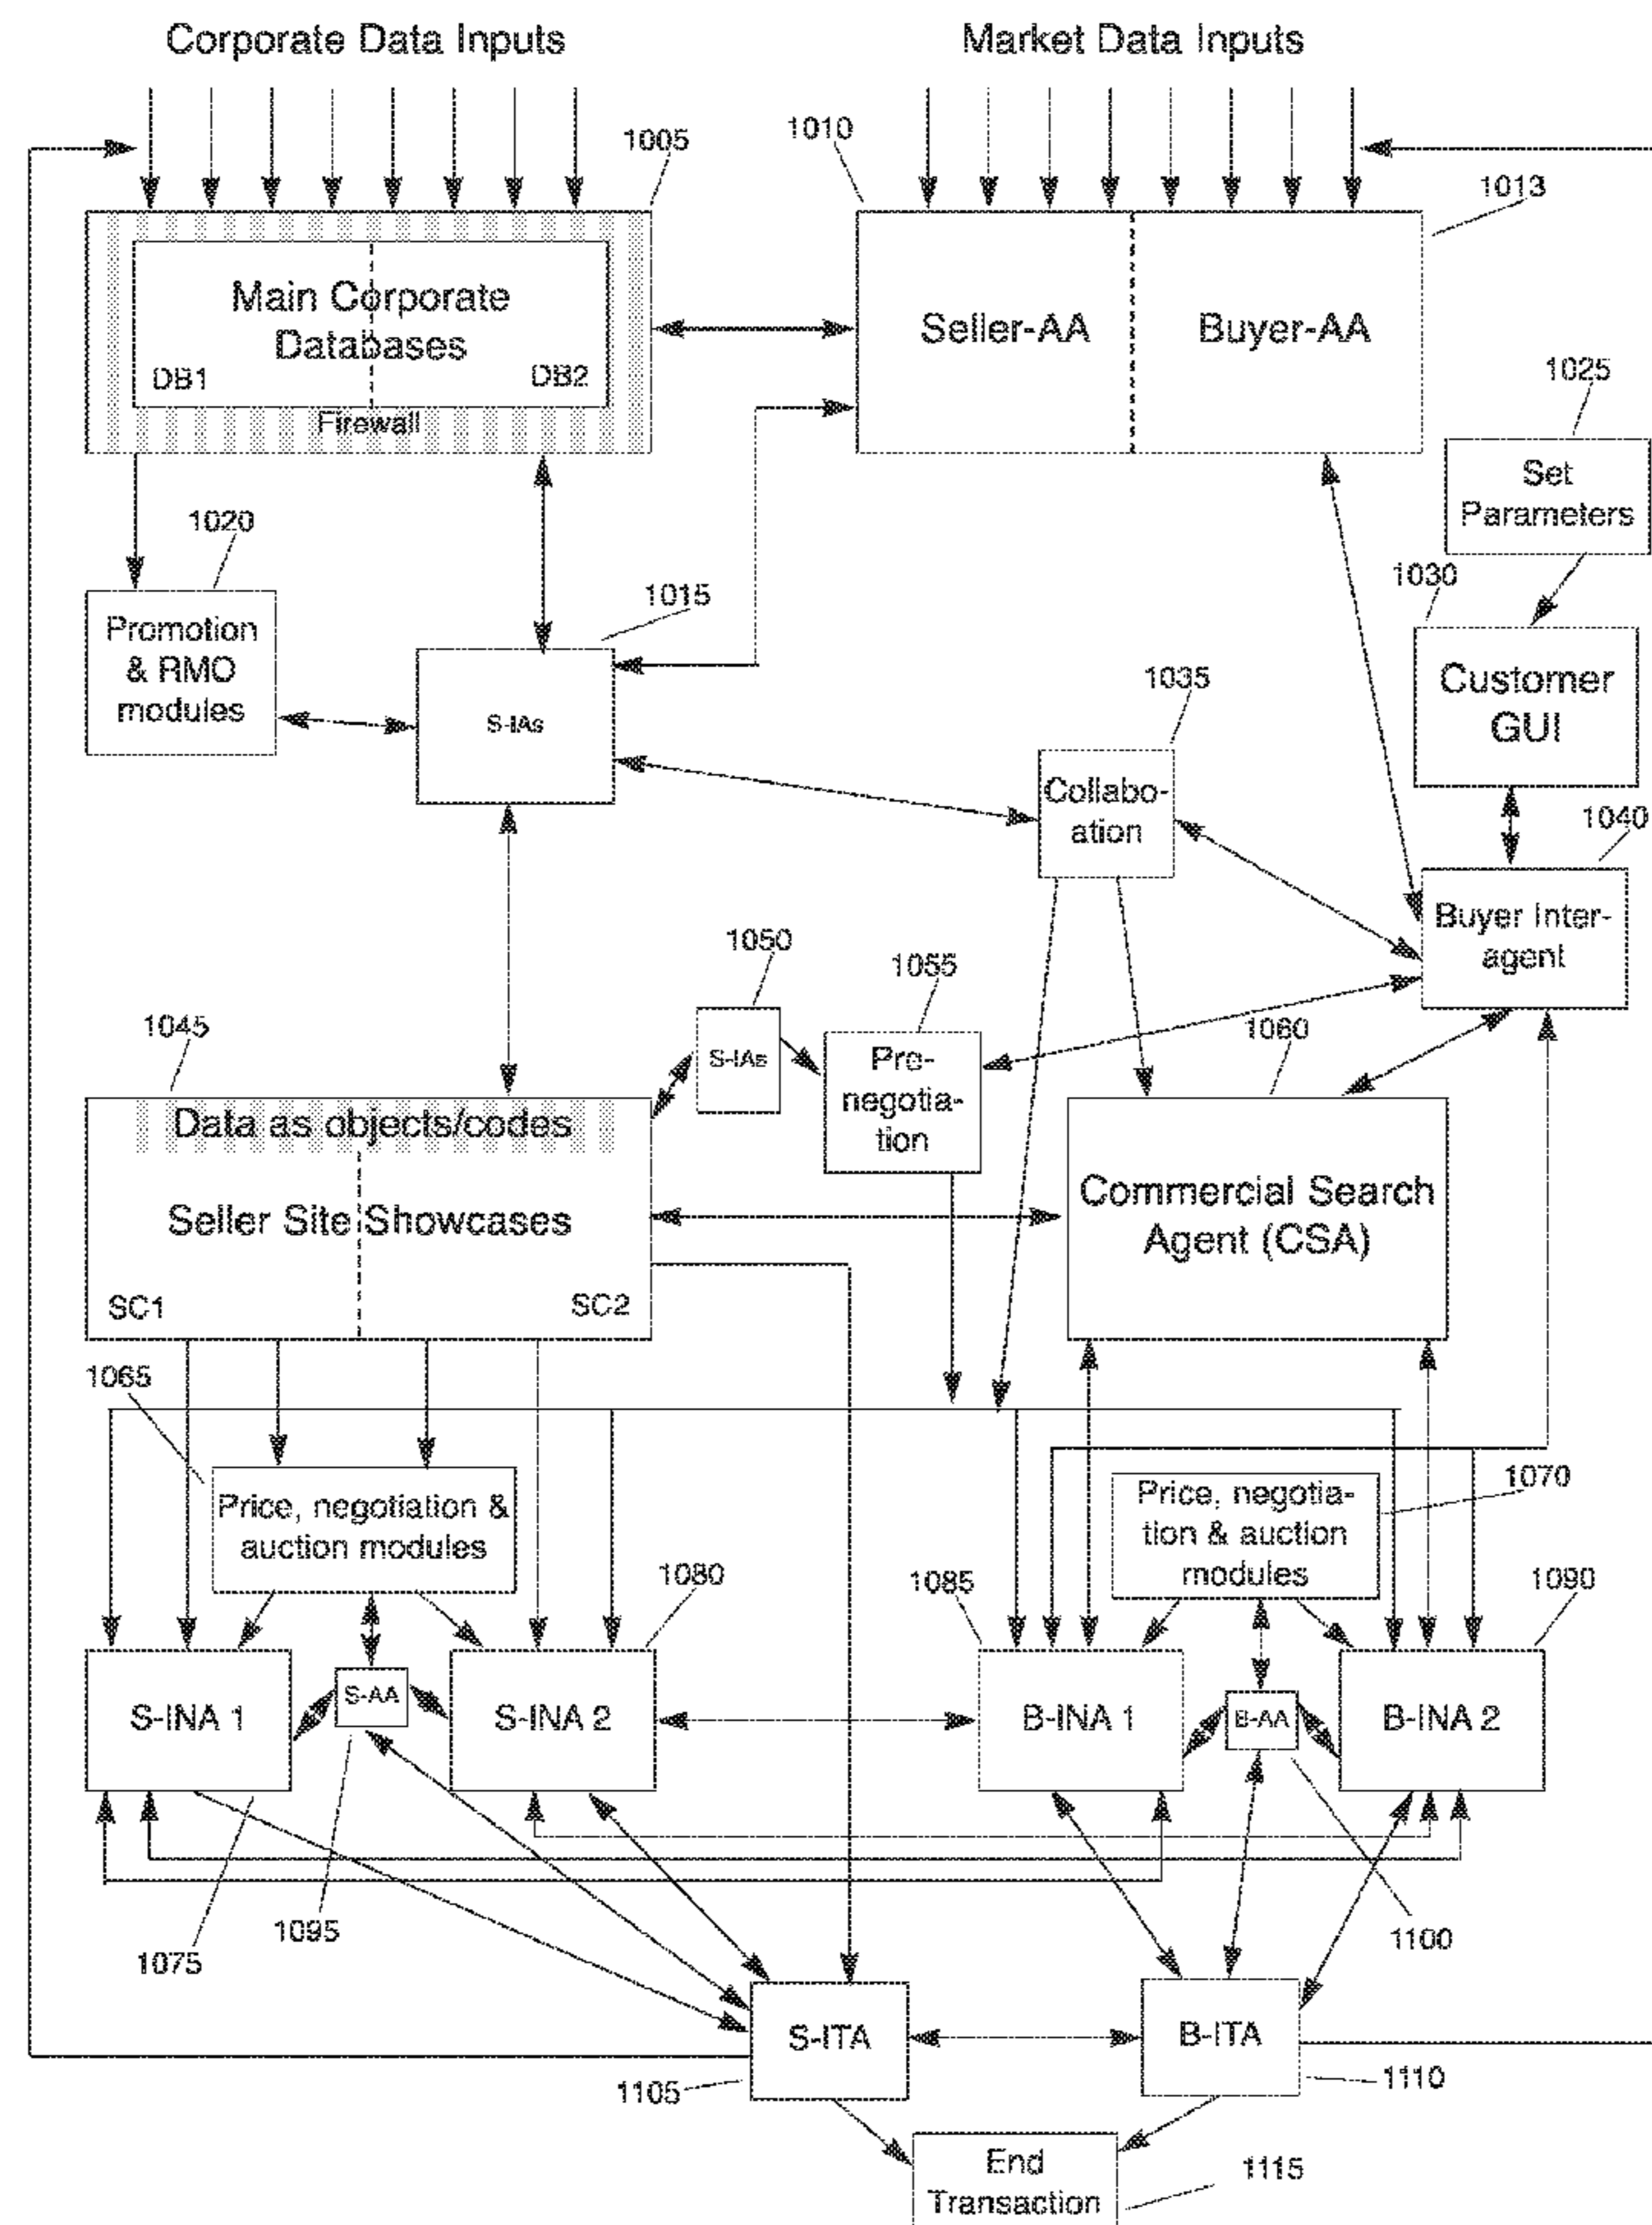 Corporate Data Inputs
Market Data Inputs
1005
1010
1013
Main Corporate
Databases
DB1
DB2
Firewall
Seller-AA
Buyer-AA
1025
Set
Parameters
1020
1015
1030
Promotion
& RMO
modules
S-IAs
1035
Customer
GUI
Collabo-
ation
1040
Buyer Inter-
agent
1050
1055
1045
1060
S-IAs
Pre-
negotia-
tion
Data as objects/codes
Seller Site Showcases
SC1
SC2
Commercial Search
Agent (CSA)
1065
1070
Price, negotiation &
auction modules
Price, negotia-
tion & auction
modules
1080
1085
1090
S-INA 1
S-AA
S-INA 2
B-INA 1
B-AA
B-INA 2
1095
1075
1100
S-ITA
B-ITA
1105
1110
End
Transaction
1115